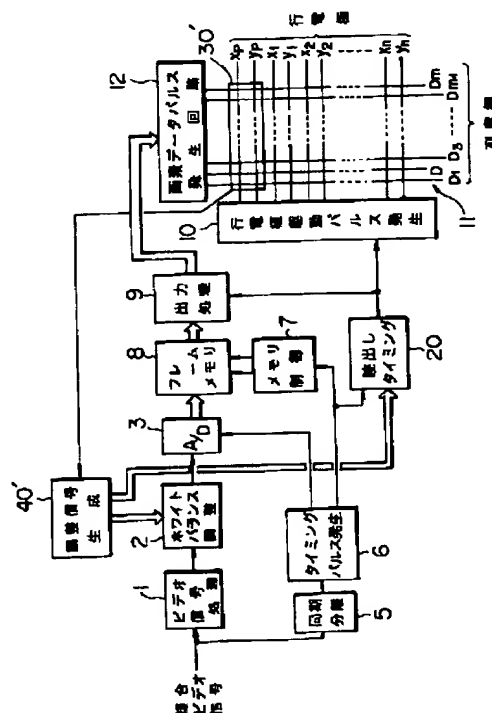 複合
ビデオ
信号
1
ビデオ
信号
処理
2
ホワイト
バランス
調整
3
A/D
5
同期
分離
6
タイミング
パルス発生
7
メモリ
制御
8
フレーム
メモリ
9
出力
処理
10
行電極駆動パルス発生
11
12
画素データパルス
発生回路
20
読出し
タイミング
30'
40'
調整信号
生成
行電極
xp
yp
x1
y1
x2
y2
xn
yn
D1
D
D3
Dm-1
Dm